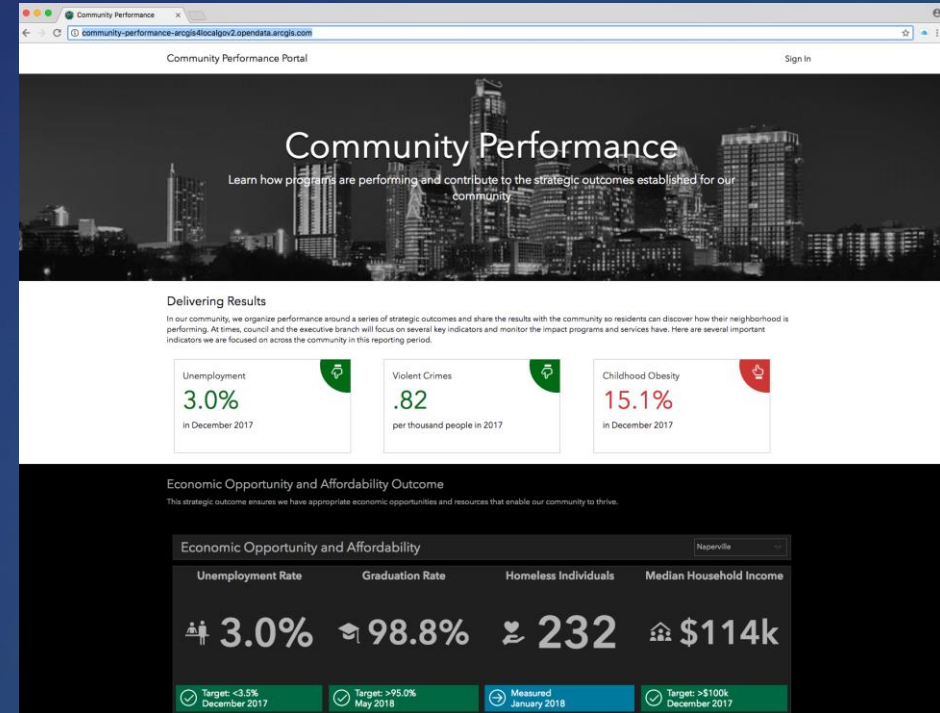 Community Performance
community-performance-arcgis4localgov2.opendata.arcgis.com
Community Performance Portal
Sign In
Community Performance
Learn how programs are performing and contribute to the strategic outcomes established for our
community
Delivering Results
In our community, we organize performance around a series of strategic outcomes and share the results with the community so residents can discover how their neighborhood is
performing. At times, council and the executive branch will focus on several key indicators and monitor the impact programs and services have. Here are several important
indicators we are focused on across the community in this reporting period.
Unemployment
3.0%
in December 2017
Violent Crimes
.82
per thousand people in 2017
Childhood Obesity
15.1%
in December 2017
Economic Opportunity and Affordability Outcome
This strategic outcome ensures we have appropriate economic opportunities and resources that enable our community to thrive.
Economic Opportunity and Affordability
Naperville
Unemployment Rate
Graduation Rate
Homeless Individuals
Median Household Income
3.0%
98.8%
232
$114k
Target: <3.5%
December 2017
Target: >95.0%
May 2018
Measured
January 2018
Target: >$100k
December 2017